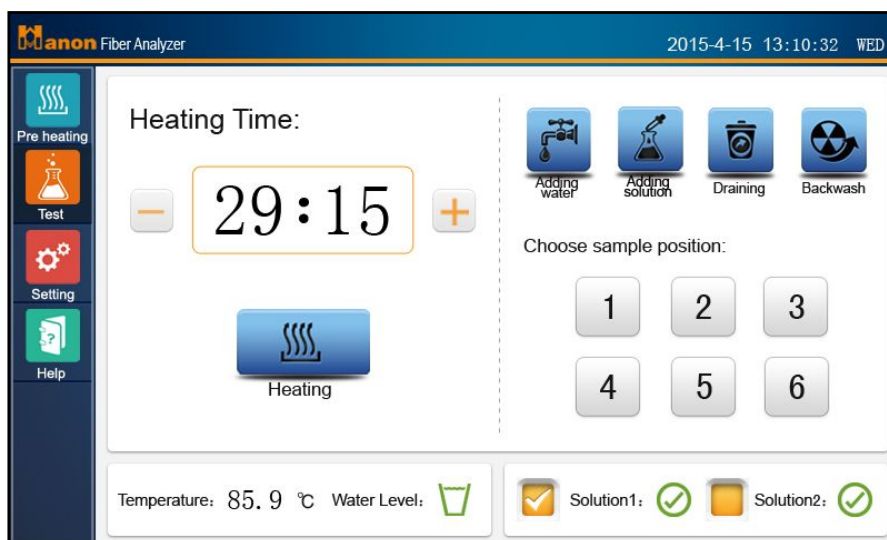 Manon Fiber Analyzer
2015-4-15 13:10:32 WED
Pre heating
Test
Setting
Help
Heating Time:
29:15
Heating
Adding
water
Adding
solution
Draining
Backwash
Choose sample position:
1 2 3
4 5 6
Temperature: 85.9 ℃ Water Level:
Solution1: Solution2: